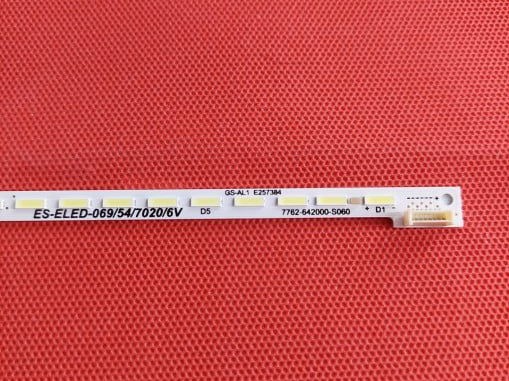 GS-AL1 E257384
ES-ELED-069/54/7020/6V
D5
7762-642000-S060
+ D1 -